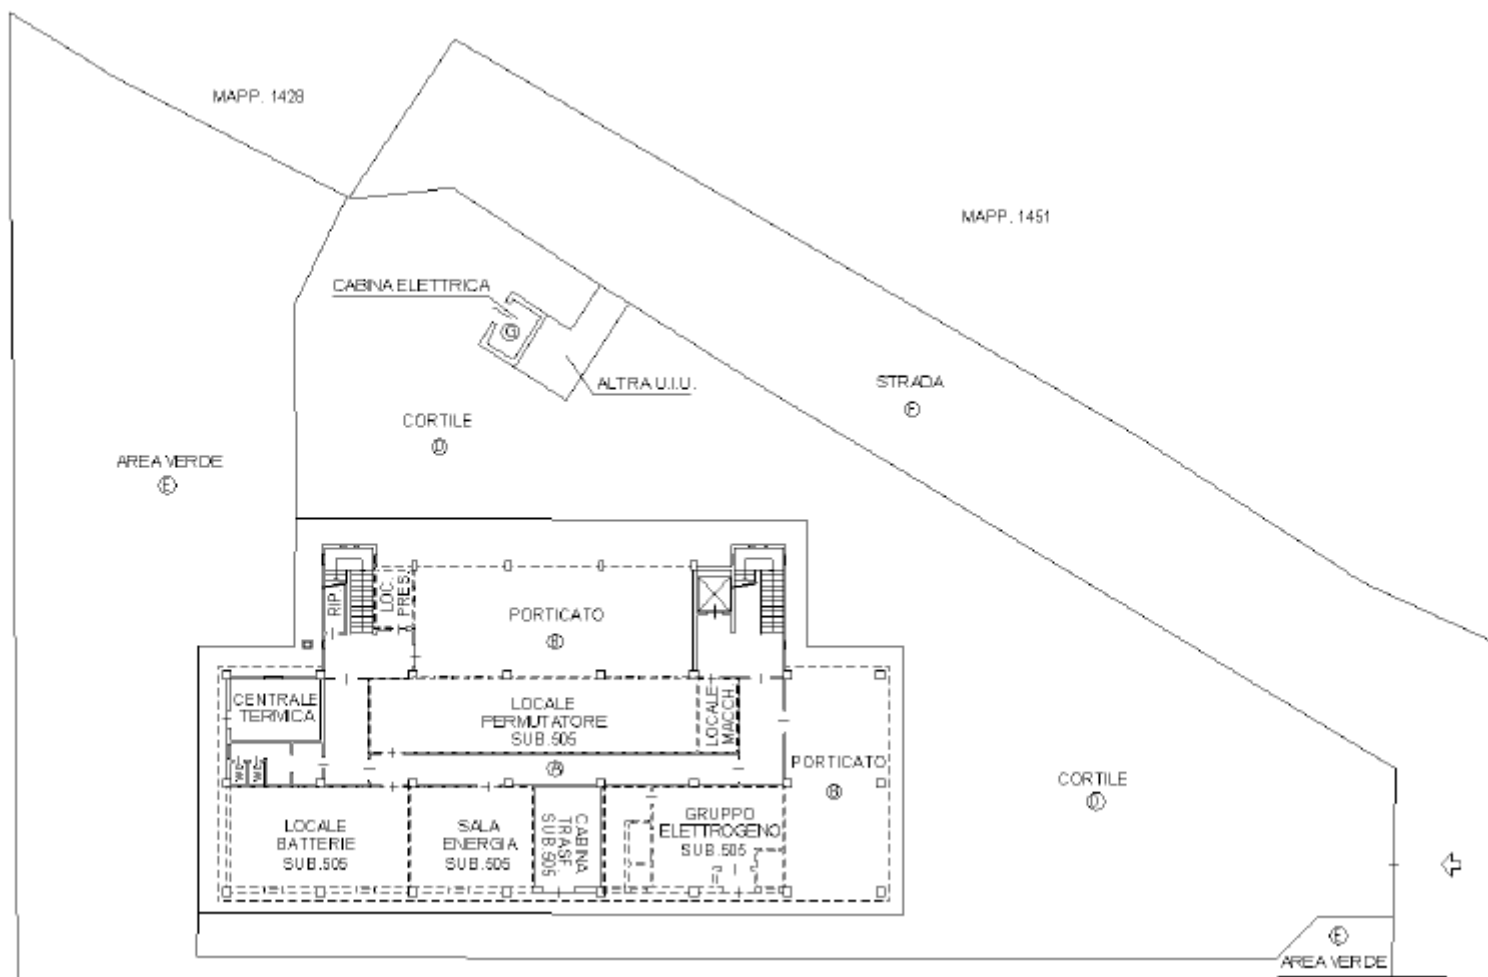 MAPP. 1428
MAPP. 1451
CABINA ELETTRICA
G
ALTRA U.I.U.
STRADA
F
CORTILE
D
AREA VERDE
E
RIP.
LOC.
PRES.
PORTICATO
B
CENTRALE
TERMICA
LOCALE
PERMUTATORE
SUB.505
LOCALE
MACCH.
WC
WC
A
PORTICATO
B
CORTILE
D
LOCALE
BATTERIE
SUB.505
SALA
ENERGIA
SUB.505
CABINA
TRASF.
SUB.505
GRUPPO
ELETTROGENO
SUB.505
E
AREA VERDE